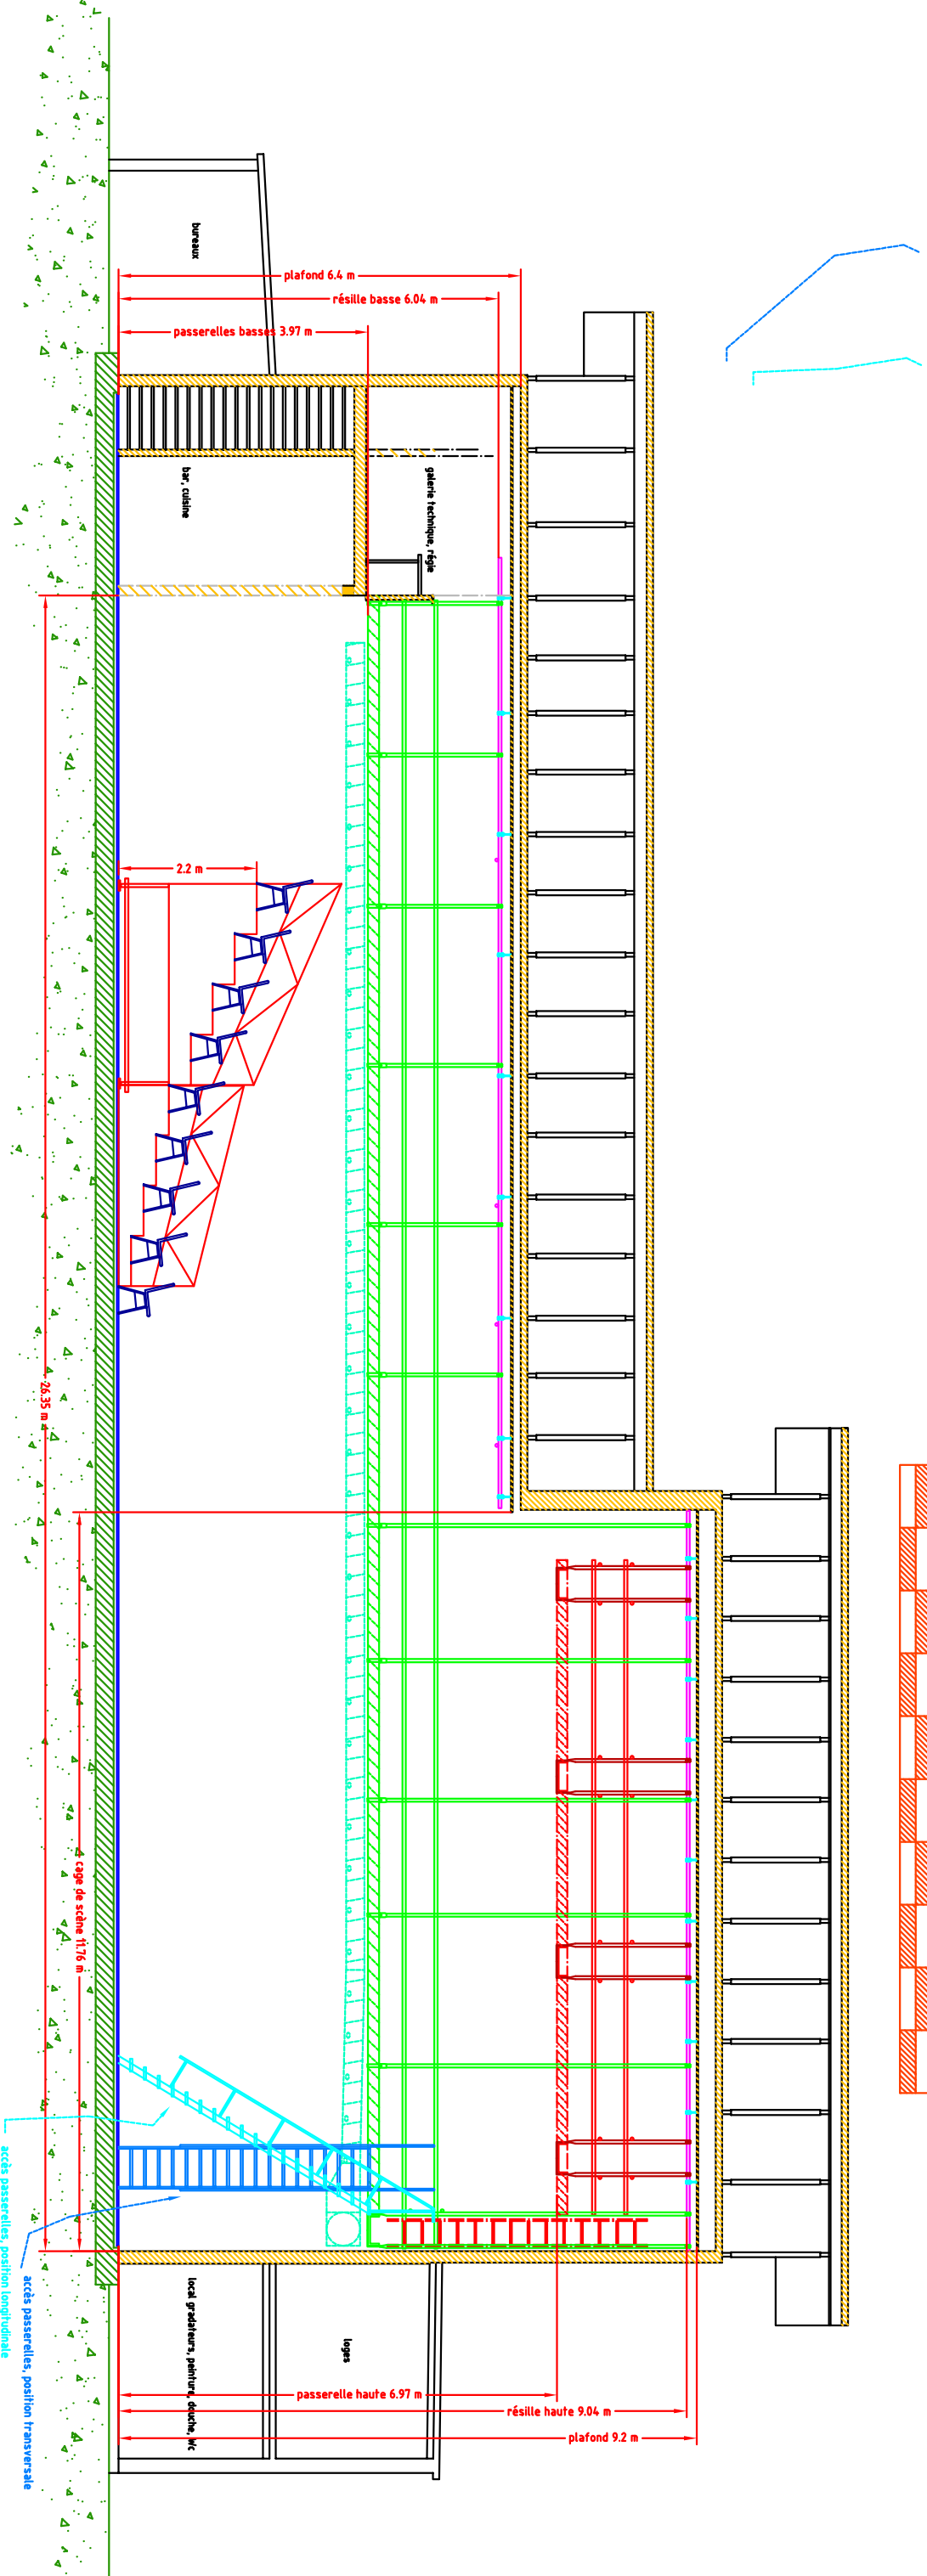 bureaux
plafond 6.4 m
résille basse 6.04 m
passerelles basses 3.97 m
bar, cuisine
galerie technique, régie
2.2 m
26.35 m
cage de scène 11.76 m
accès passerelles, position longitudinale
accès passerelles, position transversale
local gradateurs, peinture, douche, wc
loges
passerelle haute 6.97 m
résille haute 9.04 m
plafond 9.2 m